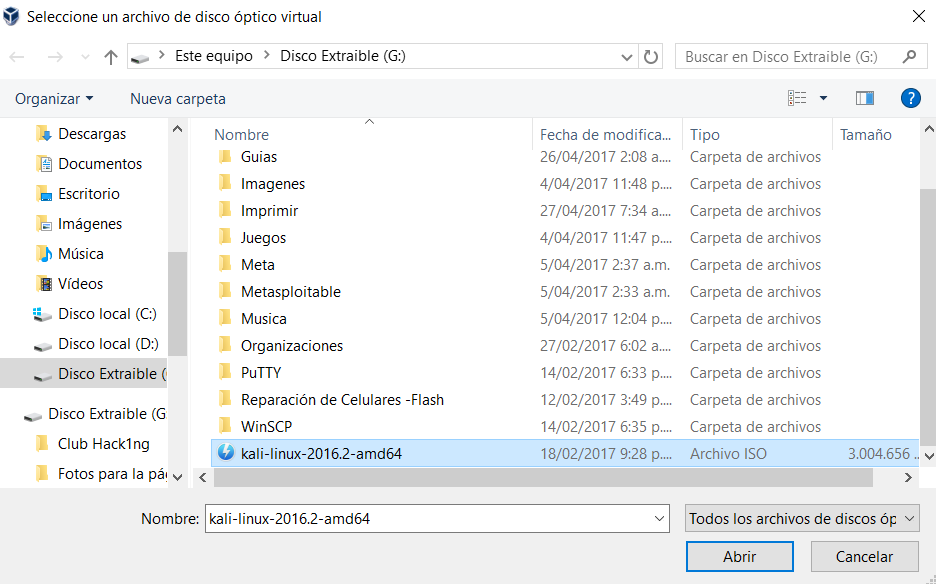 Seleccione un archivo de disco óptico virtual
Este equipo > Disco Extraible (G:)
Buscar en Disco Extraible (G:)
Organizar
Nueva carpeta
?
Descargas
Documentos
Escritorio
Imágenes
Música
Vídeos
Disco local (C:)
Disco local (D:)
Disco Extraible (
Disco Extraible (G
Club Hack1ng
Fotos para la pá
Nombre Fecha de modifica... Tipo Tamaño
Guias 26/04/2017 2:08 a.... Carpeta de archivos
Imagenes 4/04/2017 11:48 p.... Carpeta de archivos
Imprimir 27/04/2017 7:34 a.... Carpeta de archivos
Juegos 4/04/2017 11:47 p.... Carpeta de archivos
Meta 5/04/2017 2:37 a.m. Carpeta de archivos
Metasploitable 5/04/2017 2:33 a.m. Carpeta de archivos
Musica 5/04/2017 12:04 p.... Carpeta de archivos
Organizaciones 27/02/2017 6:02 a.... Carpeta de archivos
PuTTY 14/02/2017 6:33 p.... Carpeta de archivos
Reparación de Celulares -Flash 12/02/2017 3:49 p.... Carpeta de archivos
WinSCP 14/02/2017 6:35 p.... Carpeta de archivos
kali-linux-2016.2-amd64 18/02/2017 9:28 p.... Archivo ISO 3.004.656 ..
Nombre: kali-linux-2016.2-amd64
Todos los archivos de discos óp
Abrir
Cancelar